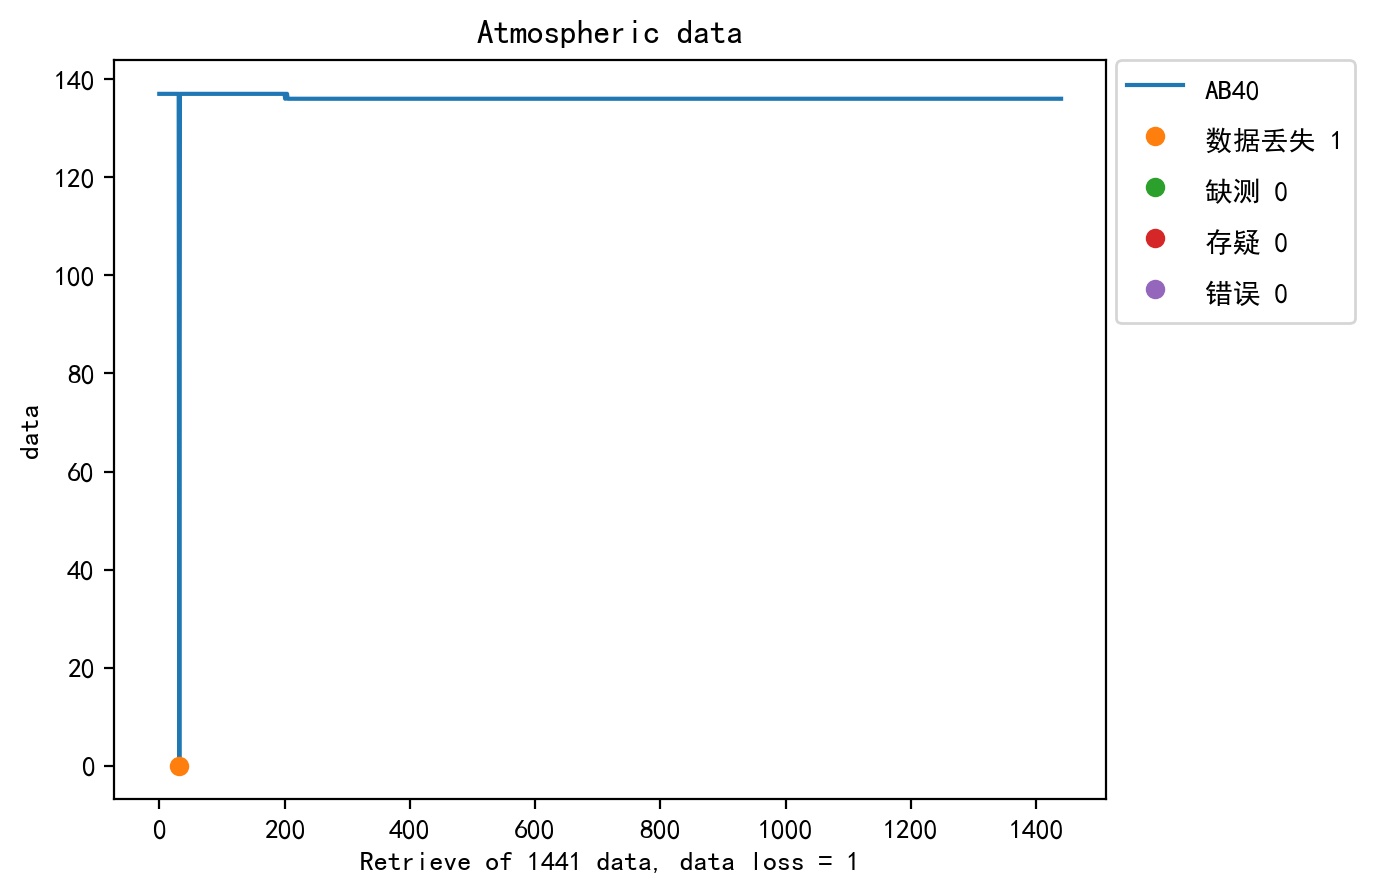 Atmospheric data
140
120
100
80
60
40
20
0
data
0 200 400 600 800 1000 1200 1400
Retrieve of 1441 data, data loss = 1
AB40
数据丢失 1
缺测 0
存疑 0
错误 0